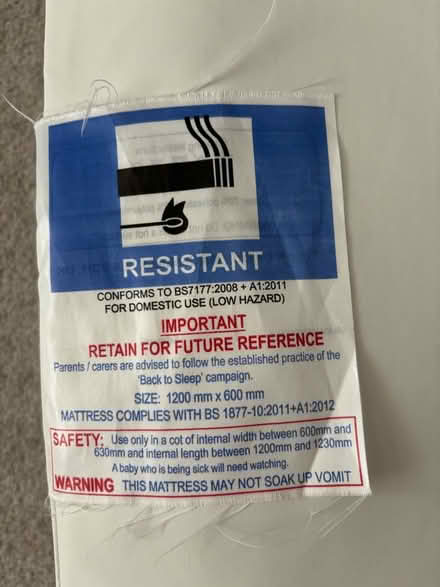 RESISTANT
CONFORMS TO BS7177:2008 + A1:2011
FOR DOMESTIC USE (LOW HAZARD)
IMPORTANT
RETAIN FOR FUTURE REFERENCE
Parents / carers are advised to follow the established practice of the
'Back to Sleep' campaign.
SIZE: 1200 mm x 600 mm
MATTRESS COMPLIES WITH BS 1877-10:2011+A1:2012
SAFETY: Use only in a cot of internal width between 600mm and
630mm and internal length between 1200mm and 1230mm
A baby who is being sick will need watching.
WARNING THIS MATTRESS MAY NOT SOAK UP VOMIT